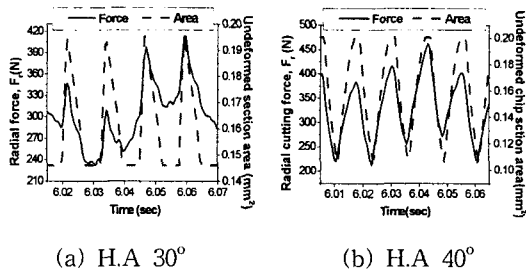 Force Area
Radial force, Fr(N)
420
390
360
330
300
270
240
210
0.20
0.19
0.18
0.17
0.16
0.15
0.14
Undeformed section area(mm²)
6.02 6.03 6.04 6.05 6.06 6.07
Time(sec)
(a) H.A 30°
Force Area
Radial cutting force, Fr(N)
500
450
400
350
300
250
200
0.20
0.18
0.16
0.14
0.12
0.10
Undeformed chip section area(mm²)
6.01 6.02 6.03 6.04 6.05 6.06
Time(sec)
(b) H.A 40°